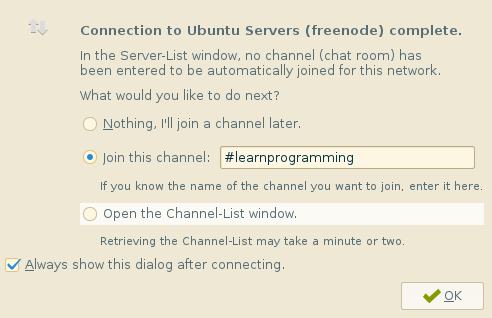 Connection to Ubuntu Servers (freenode) complete.
In the Server-List window, no channel (chat room) has
been entered to be automatically joined for this network.
What would you like to do next?
Nothing, I'll join a channel later.
Join this channel: #learnprogramming
If you know the name of the channel you want to join, enter it here.
Open the Channel-List window.
Retrieving the Channel-List may take a minute or two.
Always show this dialog after connecting.
OK